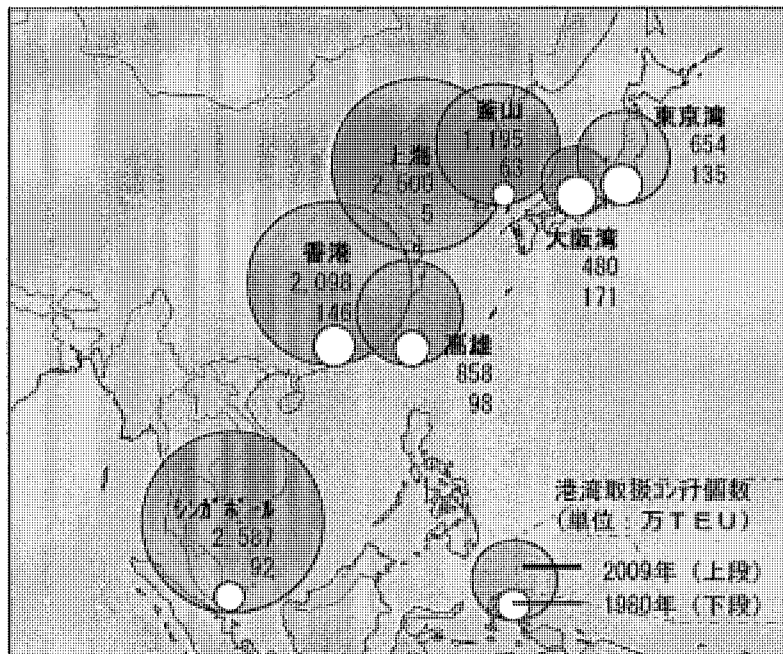 釜山
1,195
63
東京湾
654
135
上海
2,500
5
大阪湾
480
171
香港
2,098
146
高雄
858
98
シンガポール
2,587
92
港湾取扱コンテナ個数
(単位:万TEU)
2009年(上段)
1980年(下段)